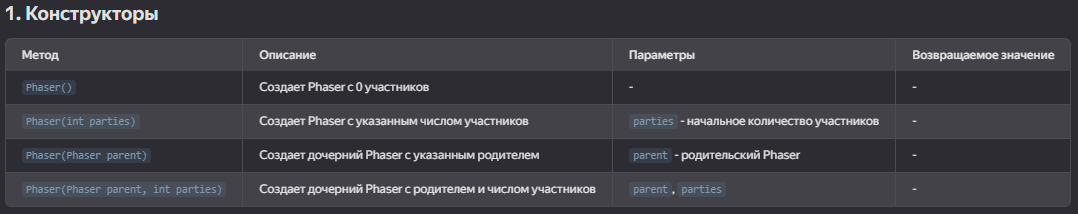 1. Конструкторы
Метод Описание Параметры Возвращаемое значение
Phaser() Создает Phaser с 0 участников - -
Phaser(int parties) Создает Phaser с указанным числом участников parties - начальное количество участников -
Phaser(Phaser parent) Создает дочерний Phaser с указанным родителем parent - родительский Phaser -
Phaser(Phaser parent, int parties) Создает дочерний Phaser с родителем и числом участников parent, parties -